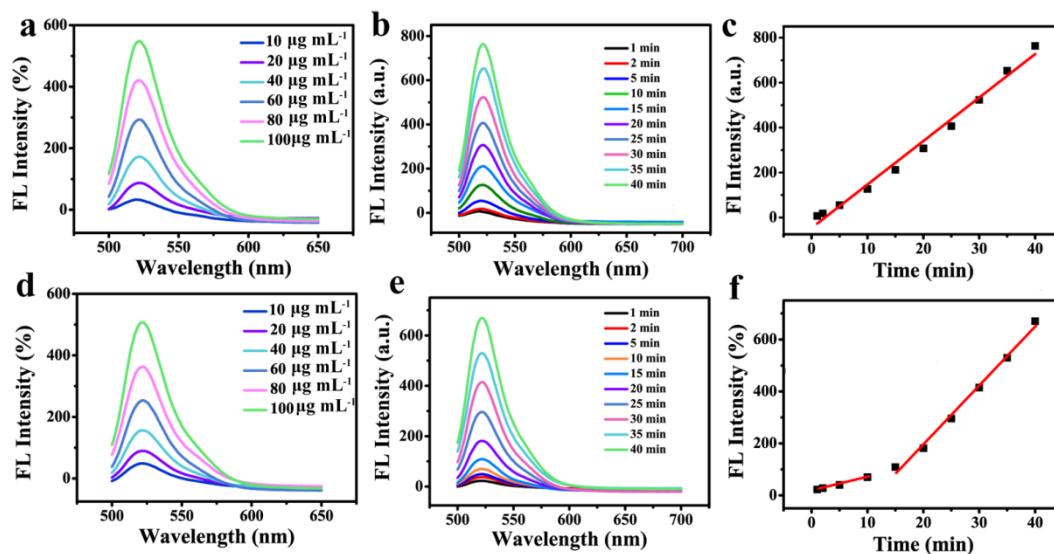 a
600
400
200
0
FL Intensity (%)
10 µg mL⁻¹
20 µg mL⁻¹
40 µg mL⁻¹
60 µg mL⁻¹
80 µg mL⁻¹
100µg mL⁻¹
500 550 600 650
Wavelength (nm)
b
800
600
400
200
0
FL Intensity (a.u.)
1 min
2 min
5 min
10 min
15 min
20 min
25 min
30 min
35 min
40 min
500 550 600 650 700
Wavelength (nm)
c
800
400
200
0
Fl Intensity (a.u.)
0 10 20 30 40
Time (min)
d
600
400
200
0
FL Intensity (%)
10 µg mL⁻¹
20 µg mL⁻¹
40 µg mL⁻¹
60 µg mL⁻¹
80 µg mL⁻¹
100µg mL⁻¹
500 550 600 650
Wavelength (nm)
e
800
600
400
200
0
FL Intensity (a.u.)
1 min
2 min
5 min
10 min
15 min
20 min
25 min
30 min
35 min
40 min
500 550 600 650 700
Wavelength (nm)
f
600
400
200
0
FL Intensity (%)
0 10 20 30 40
Time (min)